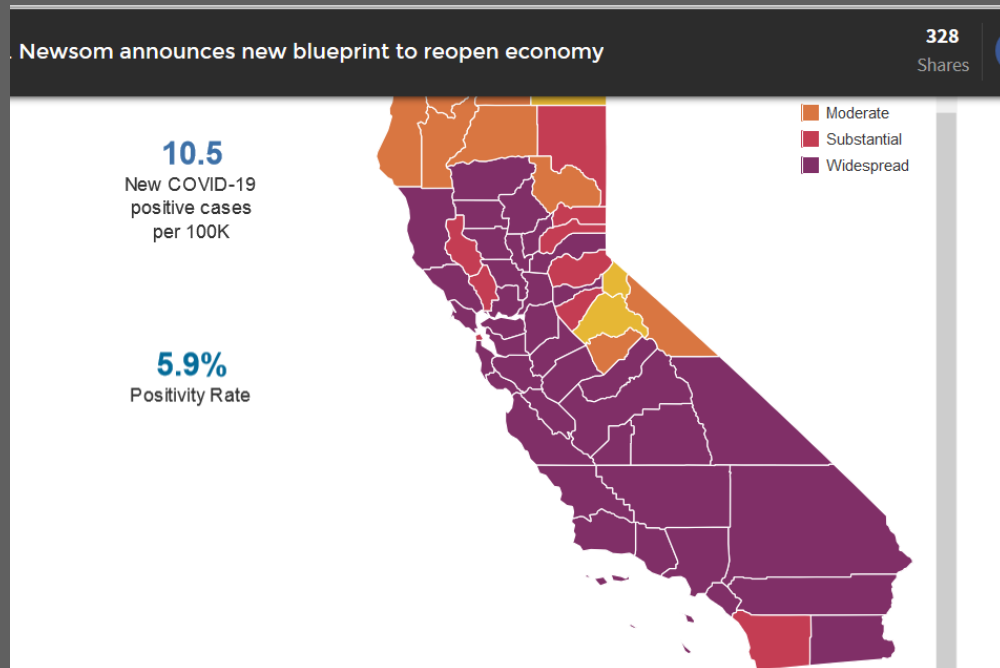 . Newsom announces new blueprint to reopen economy
328
Shares
10.5
New COVID-19
positive cases
per 100K
5.9%
Positivity Rate
Moderate
Substantial
Widespread